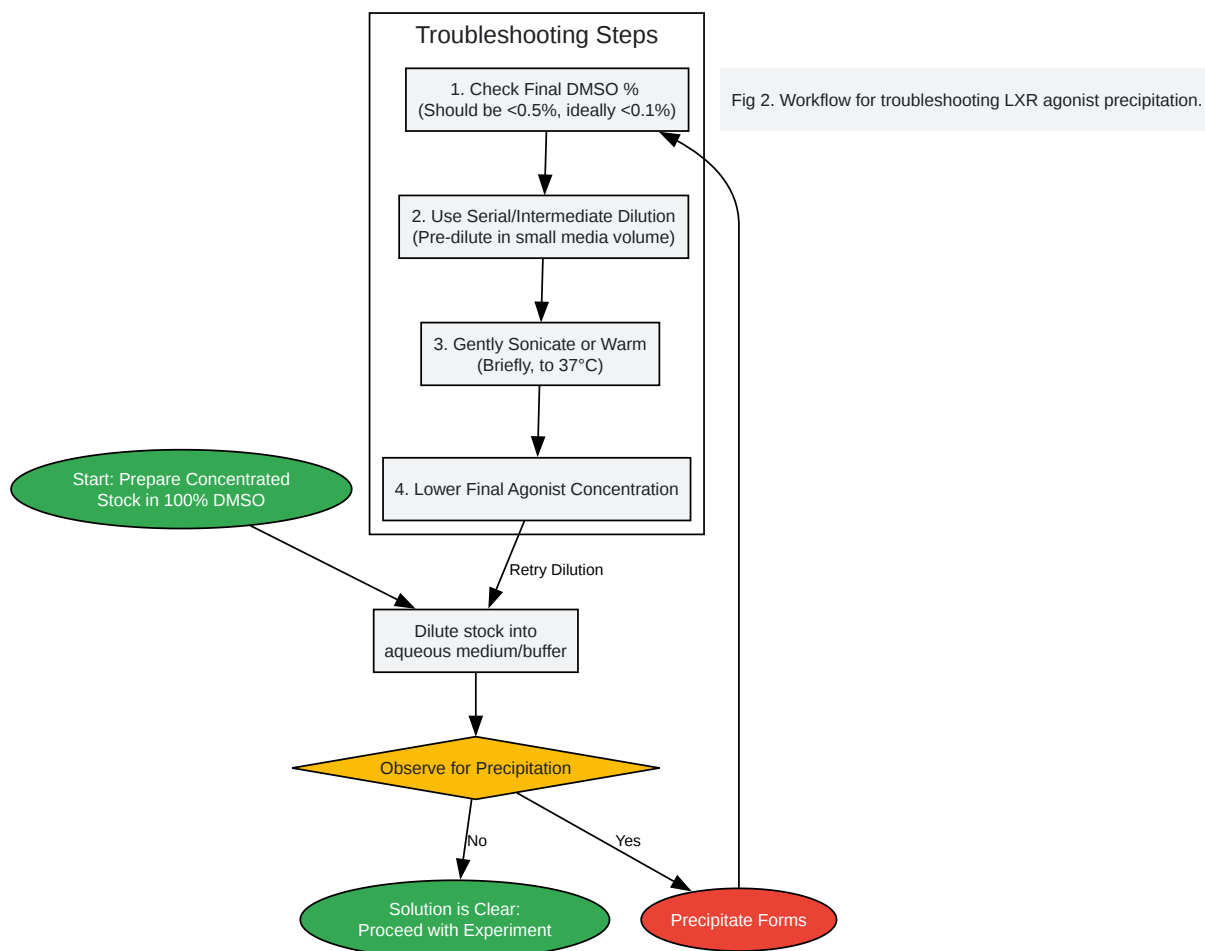 Troubleshooting Steps
1. Check Final DMSO %
(Should be <0.5%, ideally <0.1%)
Fig 2. Workflow for troubleshooting LXR agonist precipitation.
2. Use Serial/Intermediate Dilution
(Pre-dilute in small media volume)
3. Gently Sonicate or Warm
(Briefly, to 37°C)
4. Lower Final Agonist Concentration
Start: Prepare Concentrated
Stock in 100% DMSO
Retry Dilution
Dilute stock into
aqueous medium/buffer
Observe for Precipitation
No
Yes
Solution is Clear:
Proceed with Experiment
Precipitate Forms